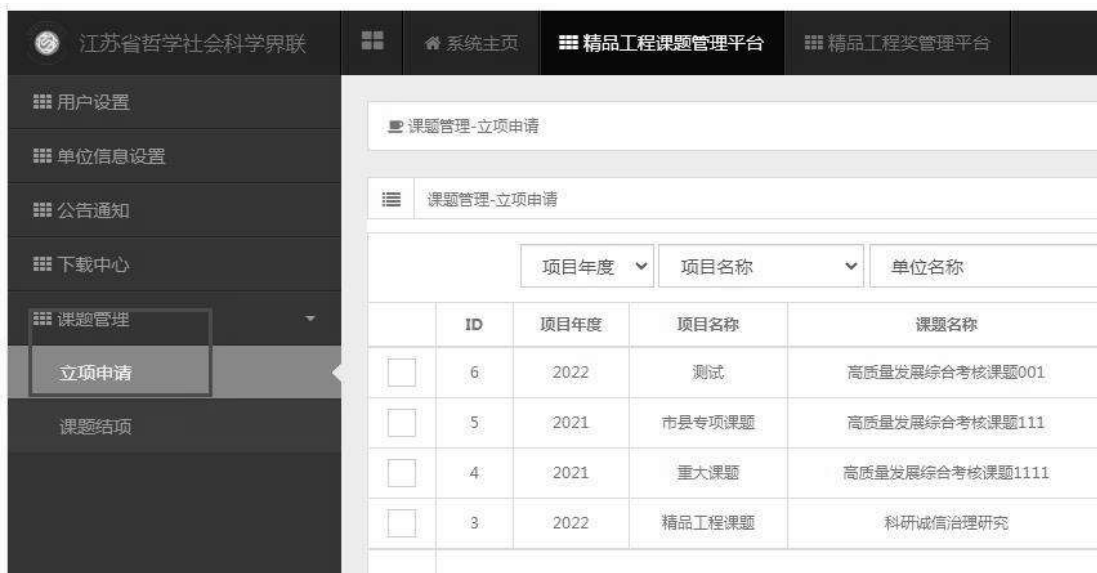 江苏省哲学社会科学界联
系统主页
精品工程课题管理平台
精品工程奖管理平台
用户设置
单位信息设置
公告通知
下载中心
课题管理
立项申请
课题结项
课题管理-立项申请
课题管理-立项申请
项目年度 项目名称 单位名称
ID 项目年度 项目名称 课题名称
6 2022 测试 高质量发展综合考核课题001
5 2021 市县专项课题 高质量发展综合考核课题111
4 2021 重大课题 高质量发展综合考核课题1111
3 2022 精品工程课题 科研诚信治理研究